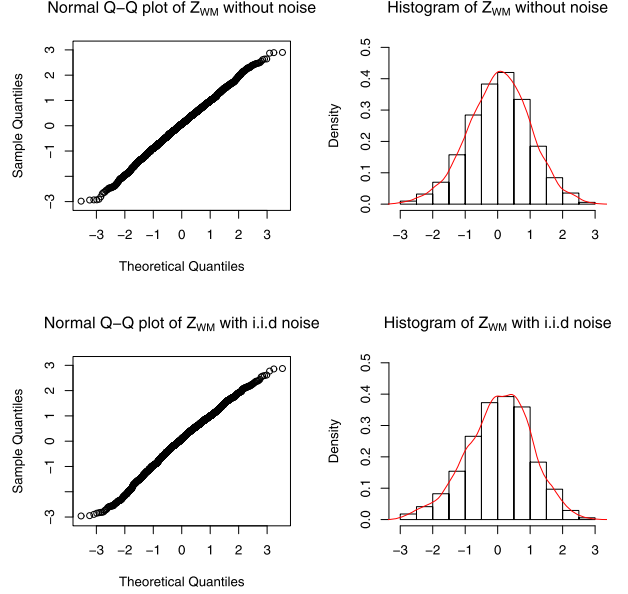 Normal Q−Q plot of Z_WM without noise
Sample Quantiles
3
2
1
0
−1
−3
−3 −2 −1 0 1 2 3
Theoretical Quantiles
Histogram of Z_WM without noise
Density
0.5
0.4
0.3
0.2
0.1
0.0
−3 −2 −1 0 1 2 3
Normal Q−Q plot of Z_WM with i.i.d noise
Sample Quantiles
3
2
1
0
−1
−3
−3 −2 −1 0 1 2 3
Theoretical Quantiles
Histogram of Z_WM with i.i.d noise
Density
0.5
0.4
0.3
0.2
0.1
0.0
−3 −2 −1 0 1 2 3